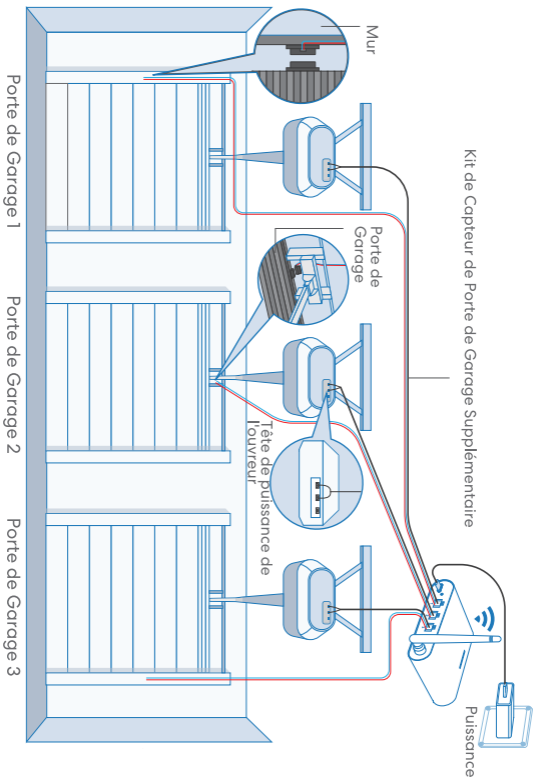 Kit de Capteur de Porte de Garage Supplémentaire
Puissance
Mur
Porte de
Garage
Tête de puissance de
l'ouvreur
Porte de Garage 1
Porte de Garage 2
Porte de Garage 3